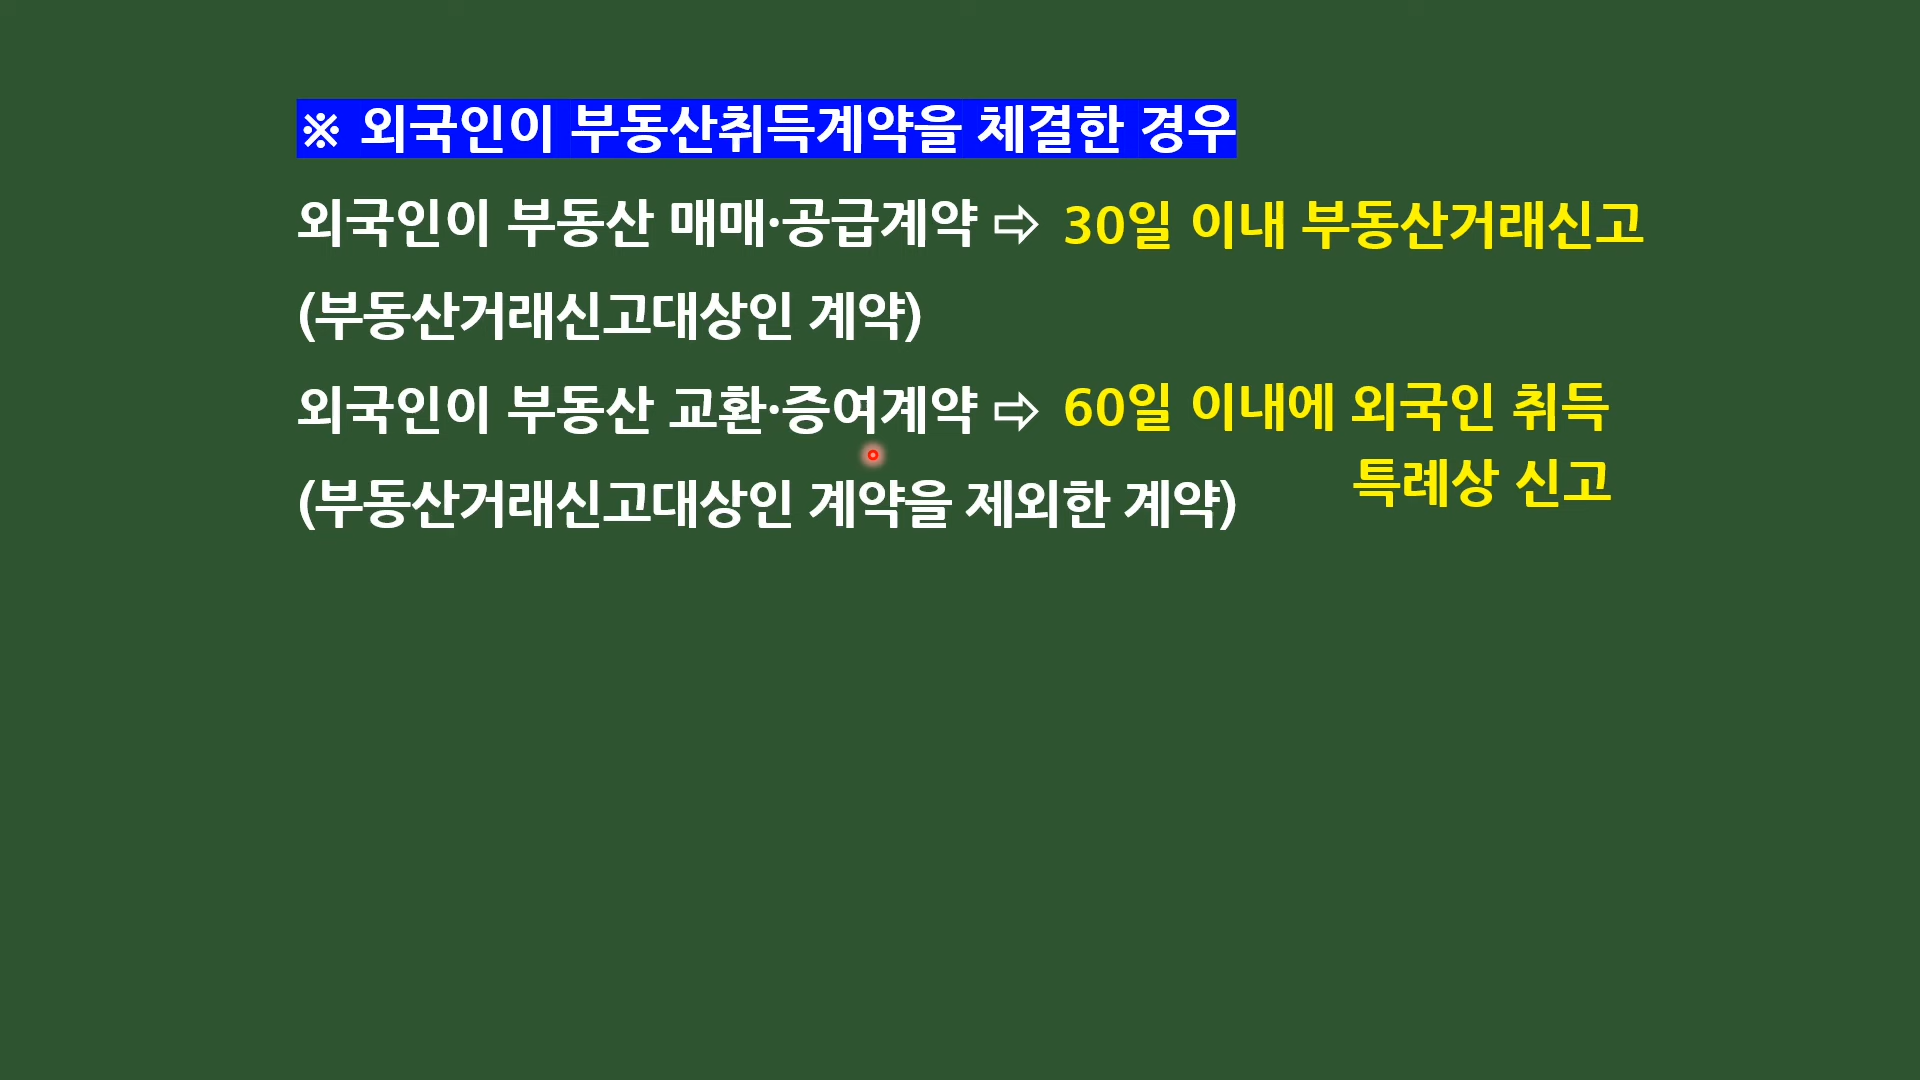 ※ 외국인이 부동산취득계약을 체결한 경우
외국인이 부동산 매매·공급계약 ⇨ 30일 이내 부동산거래신고
(부동산거래신고대상인 계약)
외국인이 부동산 교환·증여계약 ⇨ 60일 이내에 외국인 취득
특례상 신고
(부동산거래신고대상인 계약을 제외한 계약)